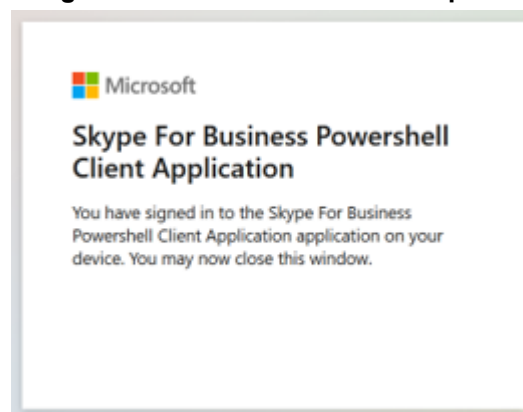 Microsoft
Skype For Business Powershell
Client Application
You have signed in to the Skype For Business
Powershell Client Application application on your
device. You may now close this window.